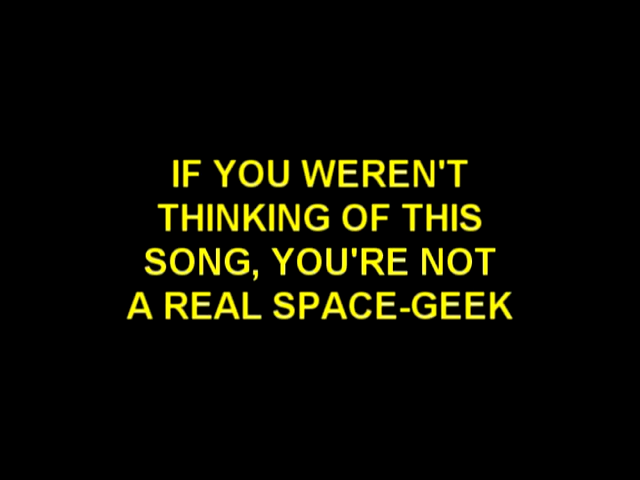 IF YOU WEREN'T
THINKING OF THIS
SONG, YOU'RE NOT
A REAL SPACE-GEEK